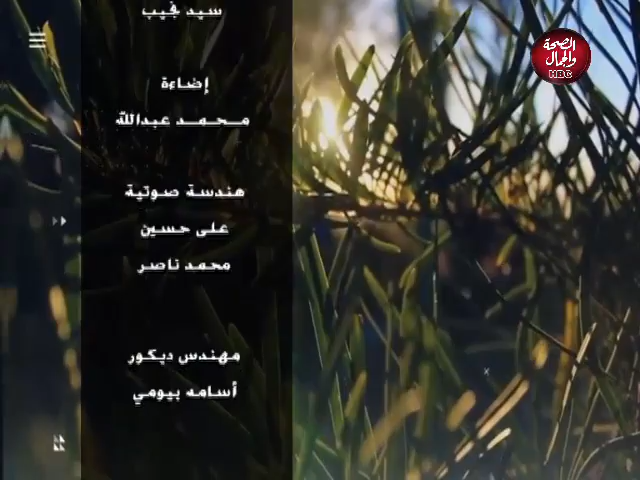 سيد نجيب
إضاءة
محمد عبدالله
هندسة صوتية
على حسين
محمد ناصر
مهندس ديكور
أسامه بيومي
الصحة
والجمال
HBC